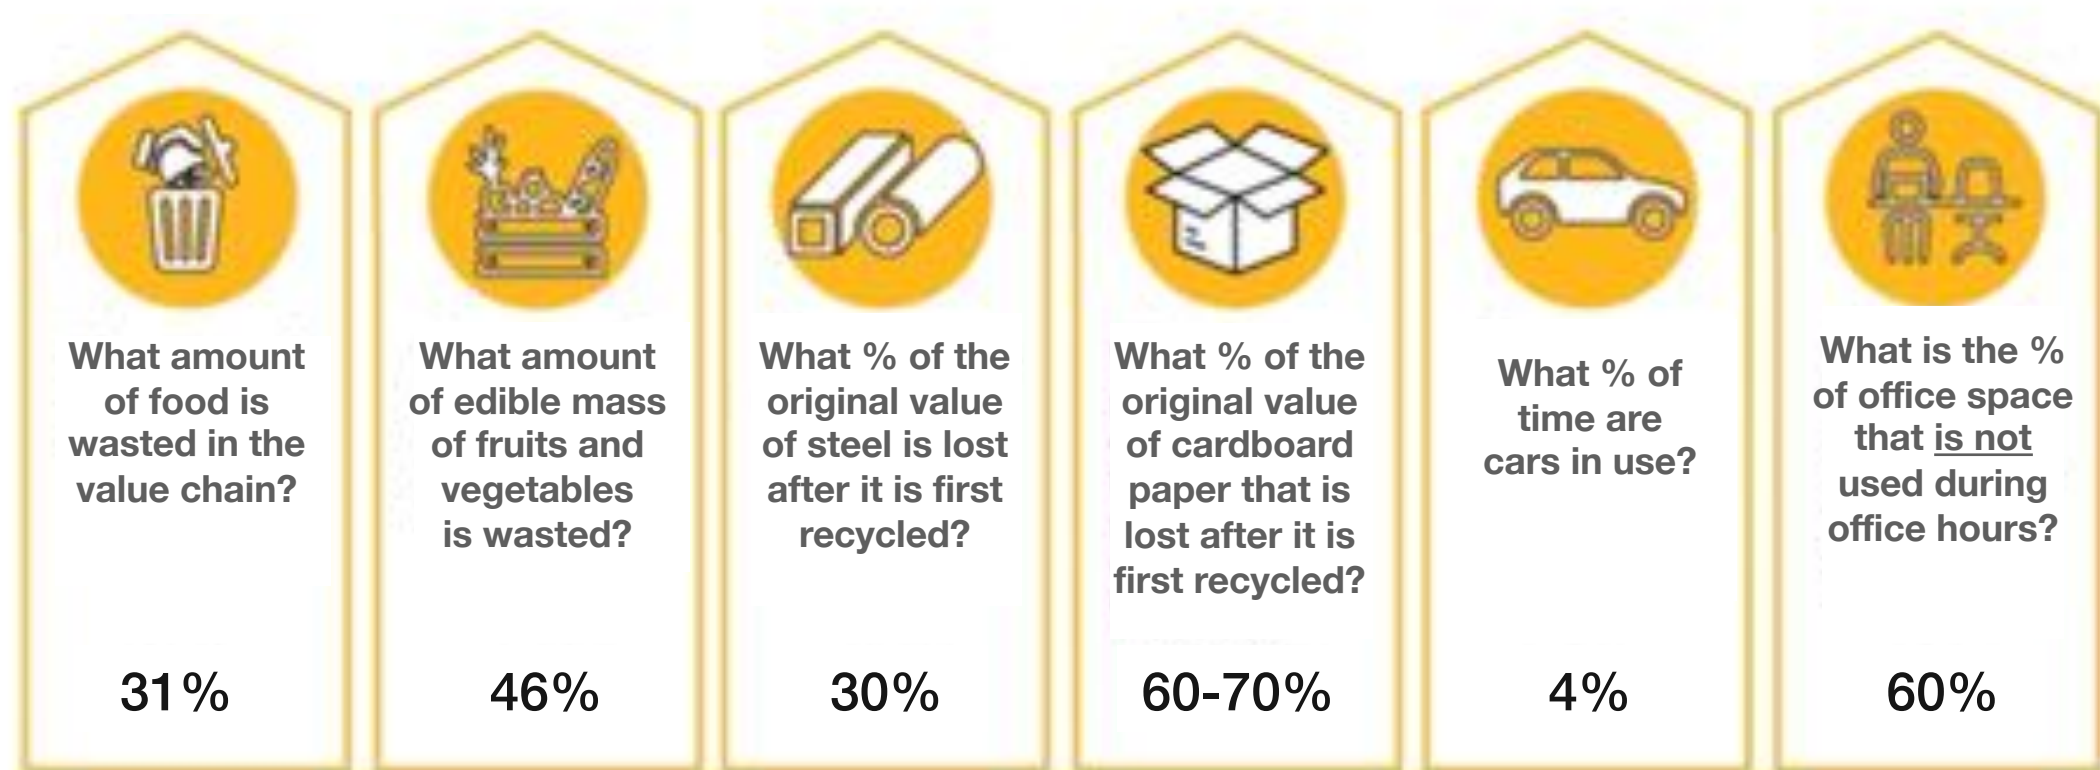 What amount
of food is
wasted in the
value chain?
31%
What amount
of edible mass
of fruits and
vegetables
is wasted?
46%
What % of the
original value
of steel is lost
after it is first
recycled?
30%
What % of the
original value
of cardboard
paper that is
lost after it is
first recycled?
60-70%
What % of
time are
cars in use?
4%
What is the %
of office space
that is not
used during
office hours?
60%